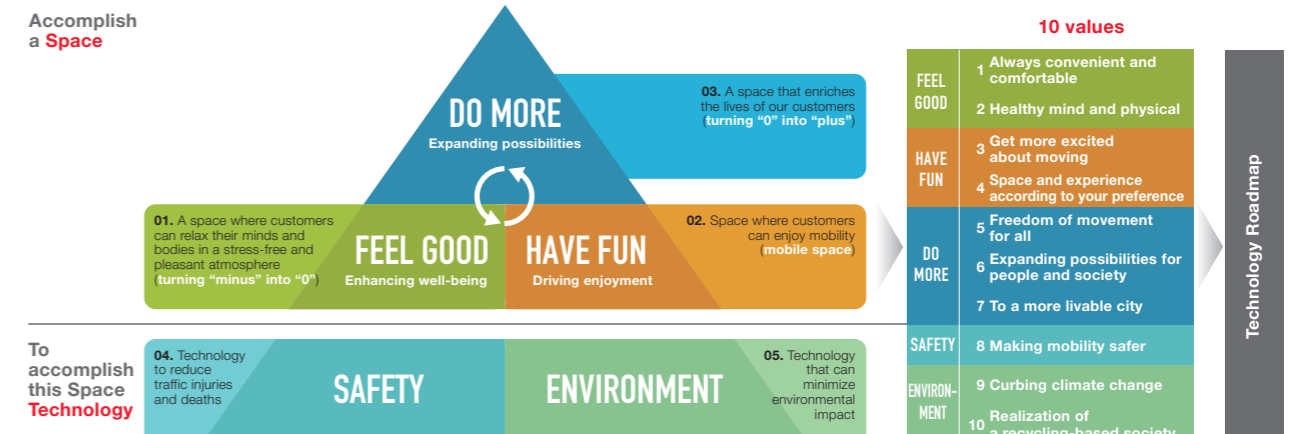 Accomplish
a Space
DO MORE
Expanding possibilities
03. A space that enriches
the lives of our customers
(turning “0” into “plus”)
01. A space where customers
can relax their minds and
bodies in a stress-free and
pleasant atmosphere
(turning “minus” into “0”)
FEEL GOOD
Enhancing well-being
HAVE FUN
Driving enjoyment
02. Space where customers
can enjoy mobility
(mobile space)
To
accomplish
this Space
Technology
04. Technology
to reduce
traffic injuries
and deaths
SAFETY
ENVIRONMENT
05. Technology
that can
minimize
environmental
impact
10 values
FEEL
GOOD
1 Always convenient and
comfortable
2 Healthy mind and physical
HAVE
FUN
3 Get more excited
about moving
4 Space and experience
according to your preference
DO
MORE
5 Freedom of movement
for all
6 Expanding possibilities for
people and society
7 To a more livable city
SAFETY
8 Making mobility safer
ENVIRON-
MENT
9 Curbing climate change
10 Realization of
a recycling-based society
Technology Roadmap